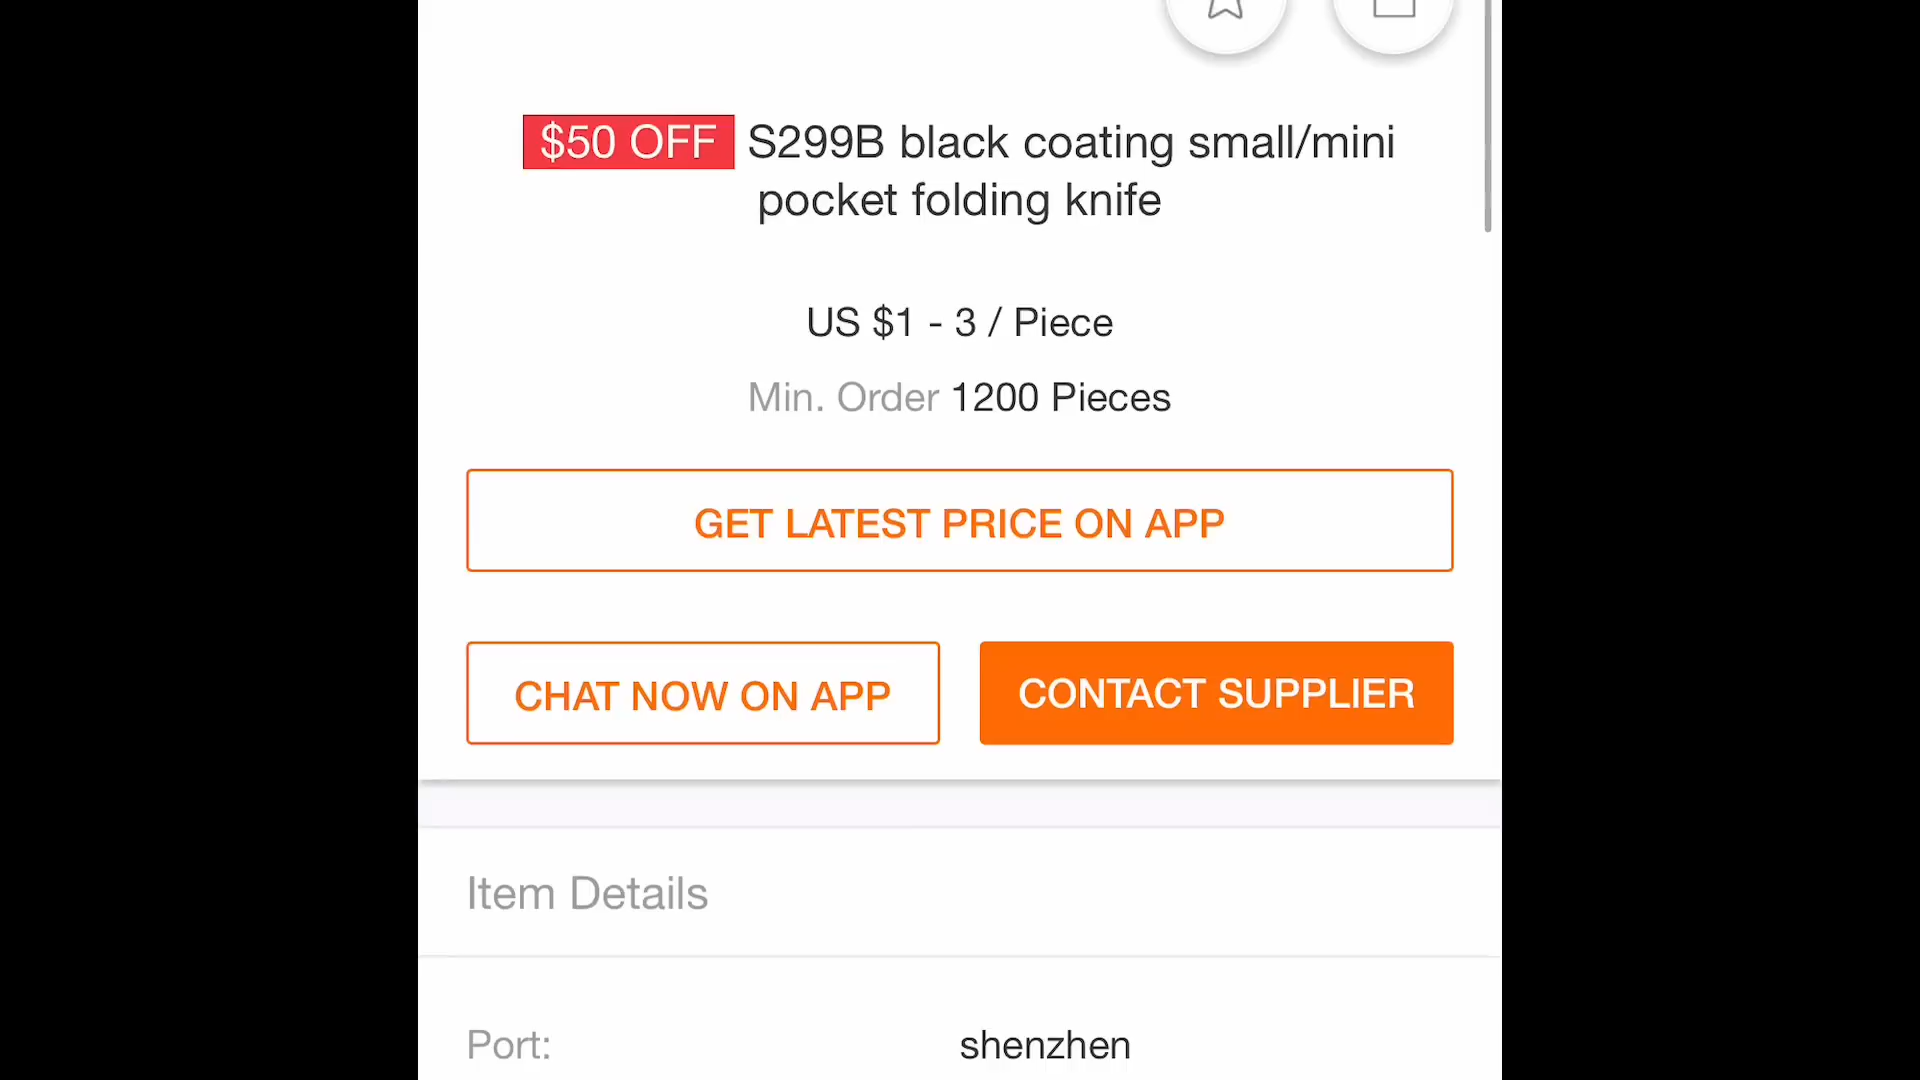 $50 OFF S299B black coating small/mini
pocket folding knife
US $1 - 3 / Piece
Min. Order 1200 Pieces
GET LATEST PRICE ON APP
CHAT NOW ON APP
CONTACT SUPPLIER
Item Details
Port: shenzhen